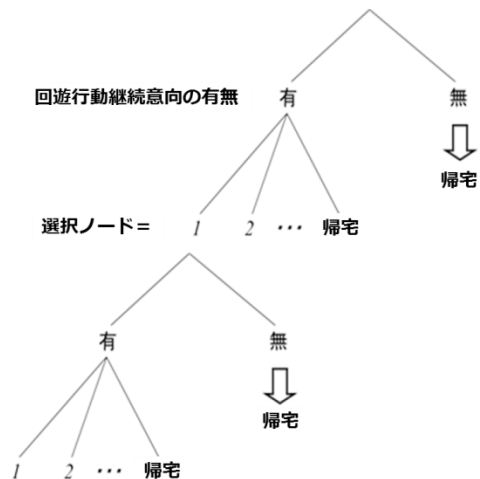 回遊行動継続意向の有無 有 無
帰宅
選択ノード＝ 1 2 ･･･ 帰宅
有 無
帰宅
1 2 ･･･ 帰宅